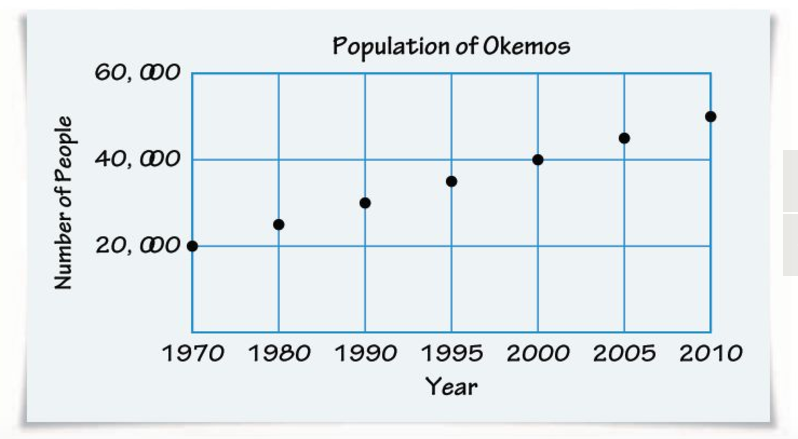 Population of Okemos
60,000
40,000
20,000
Number of People
1970 1980 1990 1995 2000 2005 2010
Year